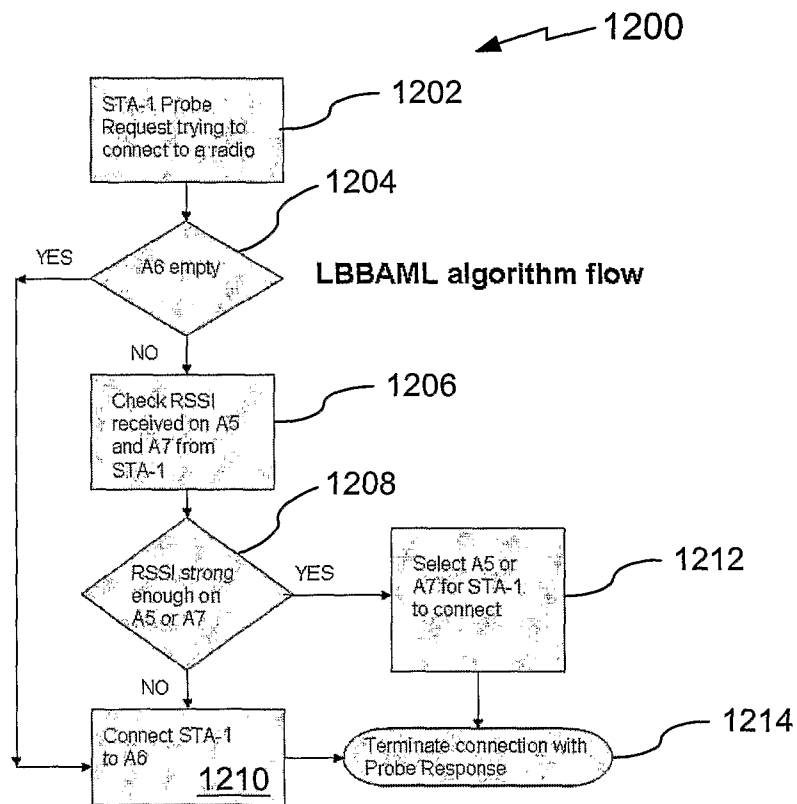 1200
STA-1 Probe
Request trying to
connect to a radio
1202
1204
YES
A6 empty
LBBAML algorithm flow
NO
1206
Check RSSI
received on A5
and A7 from
STA-1
1208
RSSI strong
enough on
A5 or A7
YES
Select A5 or
A7 for STA-1
to connect
1212
NO
Connect STA-1
to A6
1210
Terminate connection with
Probe Response
1214